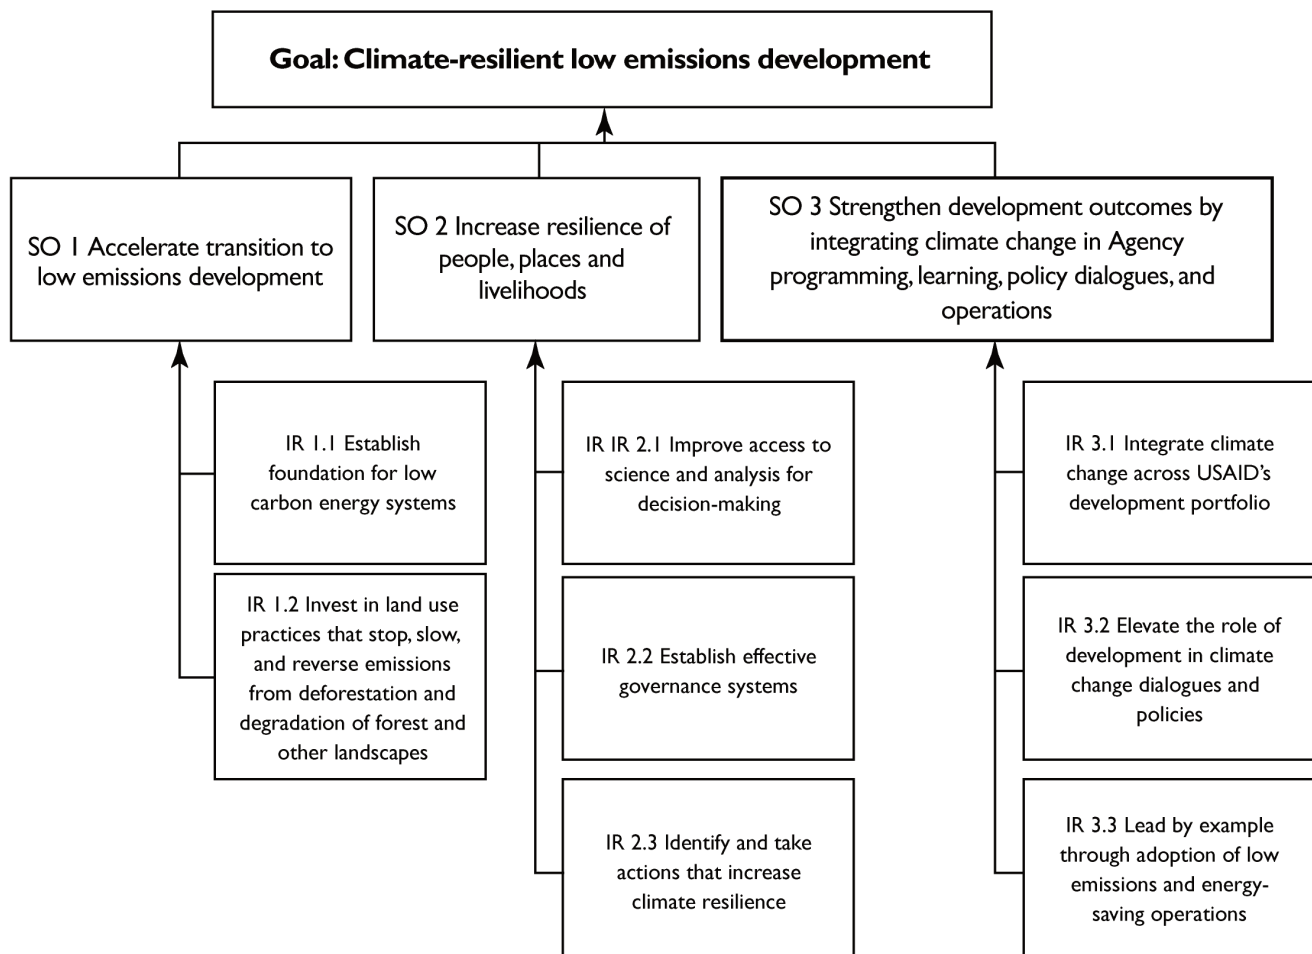 Goal: Climate-resilient low emissions development
SO 1 Accelerate transition to
low emissions development
SO 2 Increase resilience of
people, places and
livelihoods
SO 3 Strengthen development outcomes by
integrating climate change in Agency
programming, learning, policy dialogues, and
operations
IR 1.1 Establish
foundation for low
carbon energy systems
IR 1.2 Invest in land use
practices that stop, slow,
and reverse emissions
from deforestation and
degradation of forest and
other landscapes
IR IR 2.1 Improve access to
science and analysis for
decision-making
IR 2.2 Establish effective
governance systems
IR 2.3 Identify and take
actions that increase
climate resilience
IR 3.1 Integrate climate
change across USAID’s
development portfolio
IR 3.2 Elevate the role of
development in climate
change dialogues and
policies
IR 3.3 Lead by example
through adoption of low
emissions and energy-
saving operations